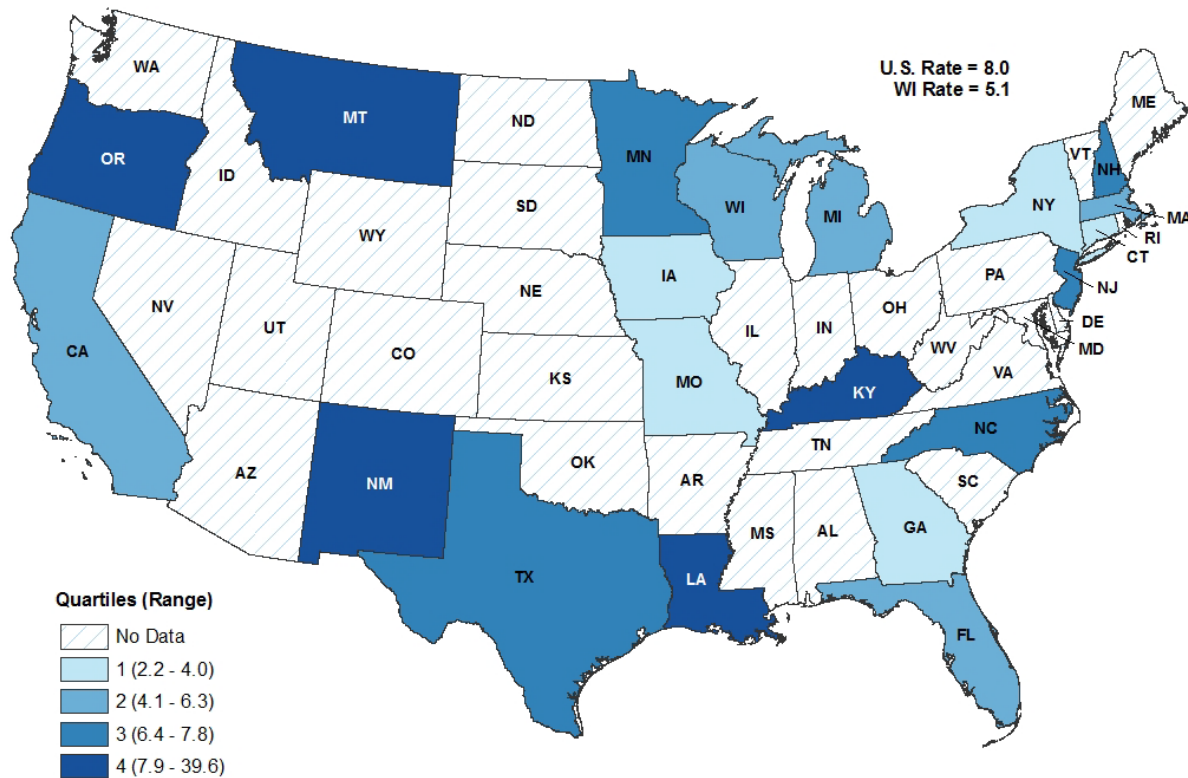 U.S. Rate = 8.0
WI Rate = 5.1
WA
MT
ND
MN
ME
OR
ID
SD
WI
MI
NY
VT
NH
MA
WY
RI
CT
IA
PA
NJ
NE
NV
UT
CO
IL
IN
OH
DE
MD
WV
CA
KS
MO
KY
VA
AZ
NM
OK
AR
TN
NC
SC
MS
AL
GA
TX
LA
FL
Quartiles (Range)
No Data
1 (2.2 - 4.0)
2 (4.1 - 6.3)
3 (6.4 - 7.8)
4 (7.9 - 39.6)